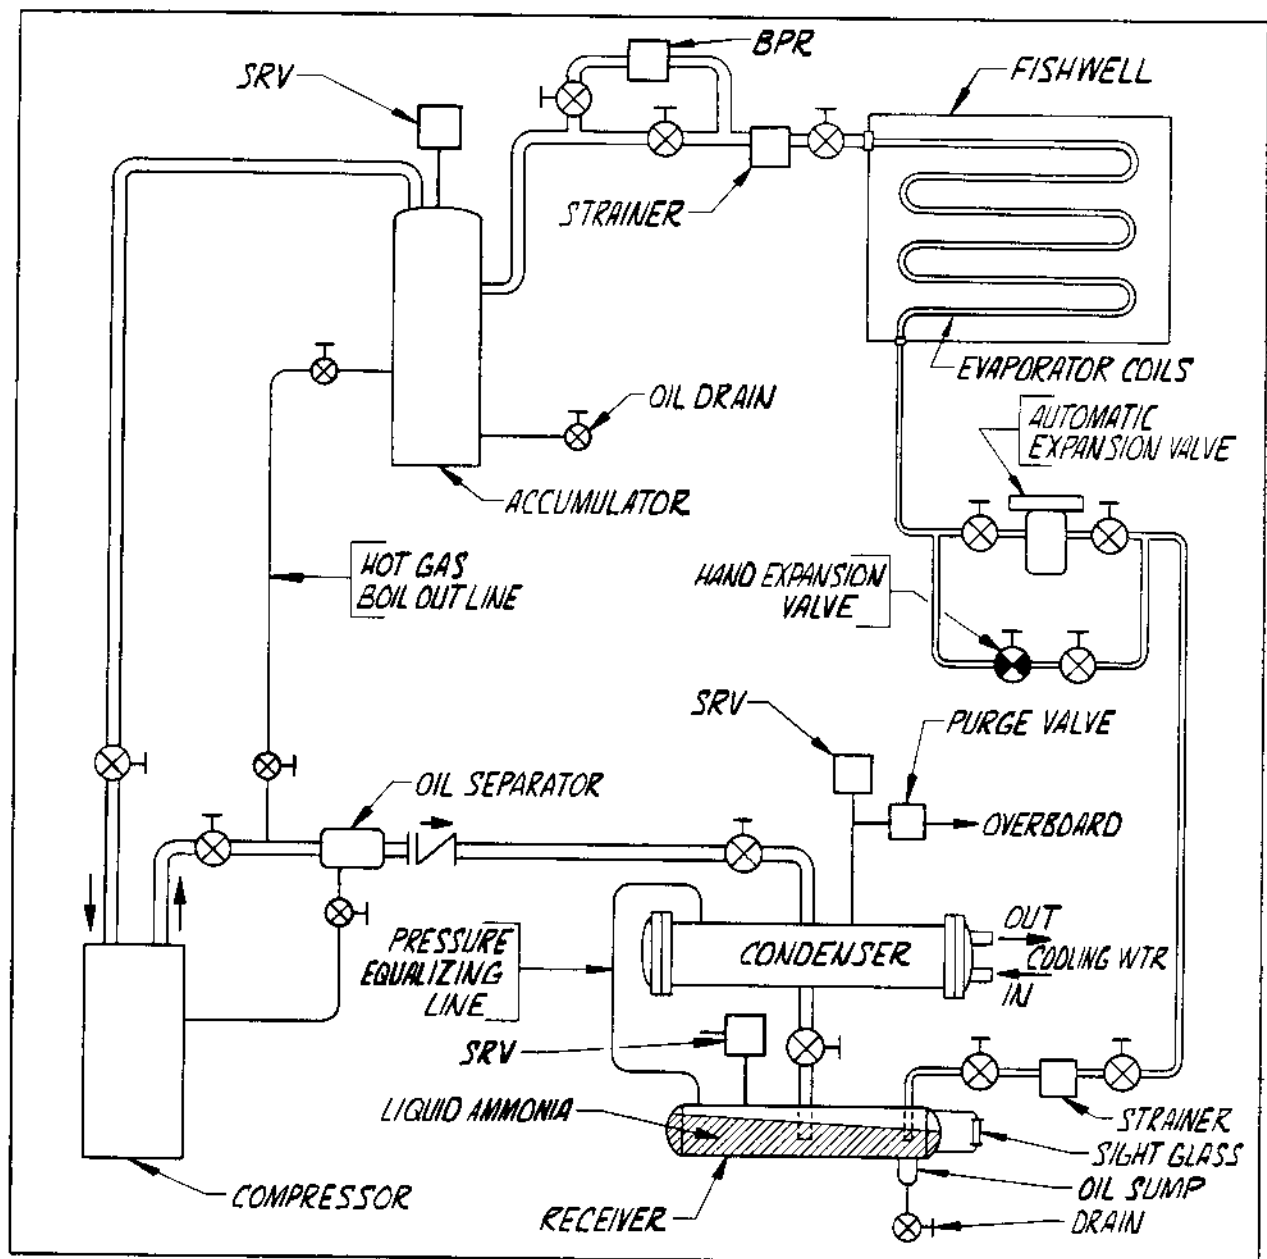 BPR
SRV
FISHWELL
STRAINER
EVAPORATOR COILS
OIL DRAIN
AUTOMATIC
EXPANSION VALVE
ACCUMULATOR
HOT GAS
BOIL OUT LINE
HAND EXPANSION
VALVE
SRV
PURGE VALVE
OIL SEPARATOR
OVERBOARD
PRESSURE
EQUALIZING
LINE
CONDENSER
OUT
COOLING WTR
IN
SRV
LIQUID AMMONIA
STRAINER
SIGHT GLASS
OIL SUMP
DRAIN
COMPRESSOR
RECEIVER